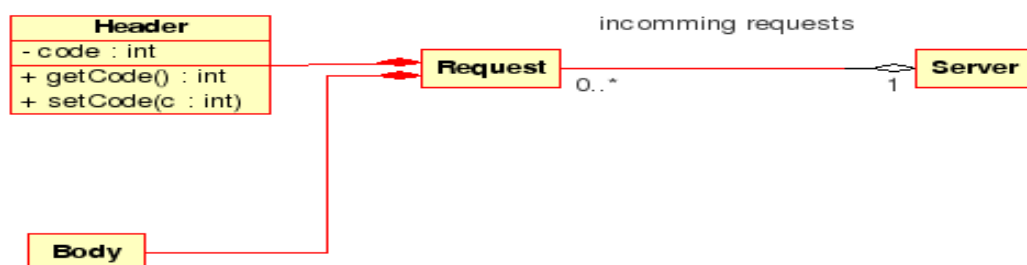 Header
- code : int
+ getCode() : int
+ setCode(c : int)
incomming requests
Request
0..*
1
Server
Body